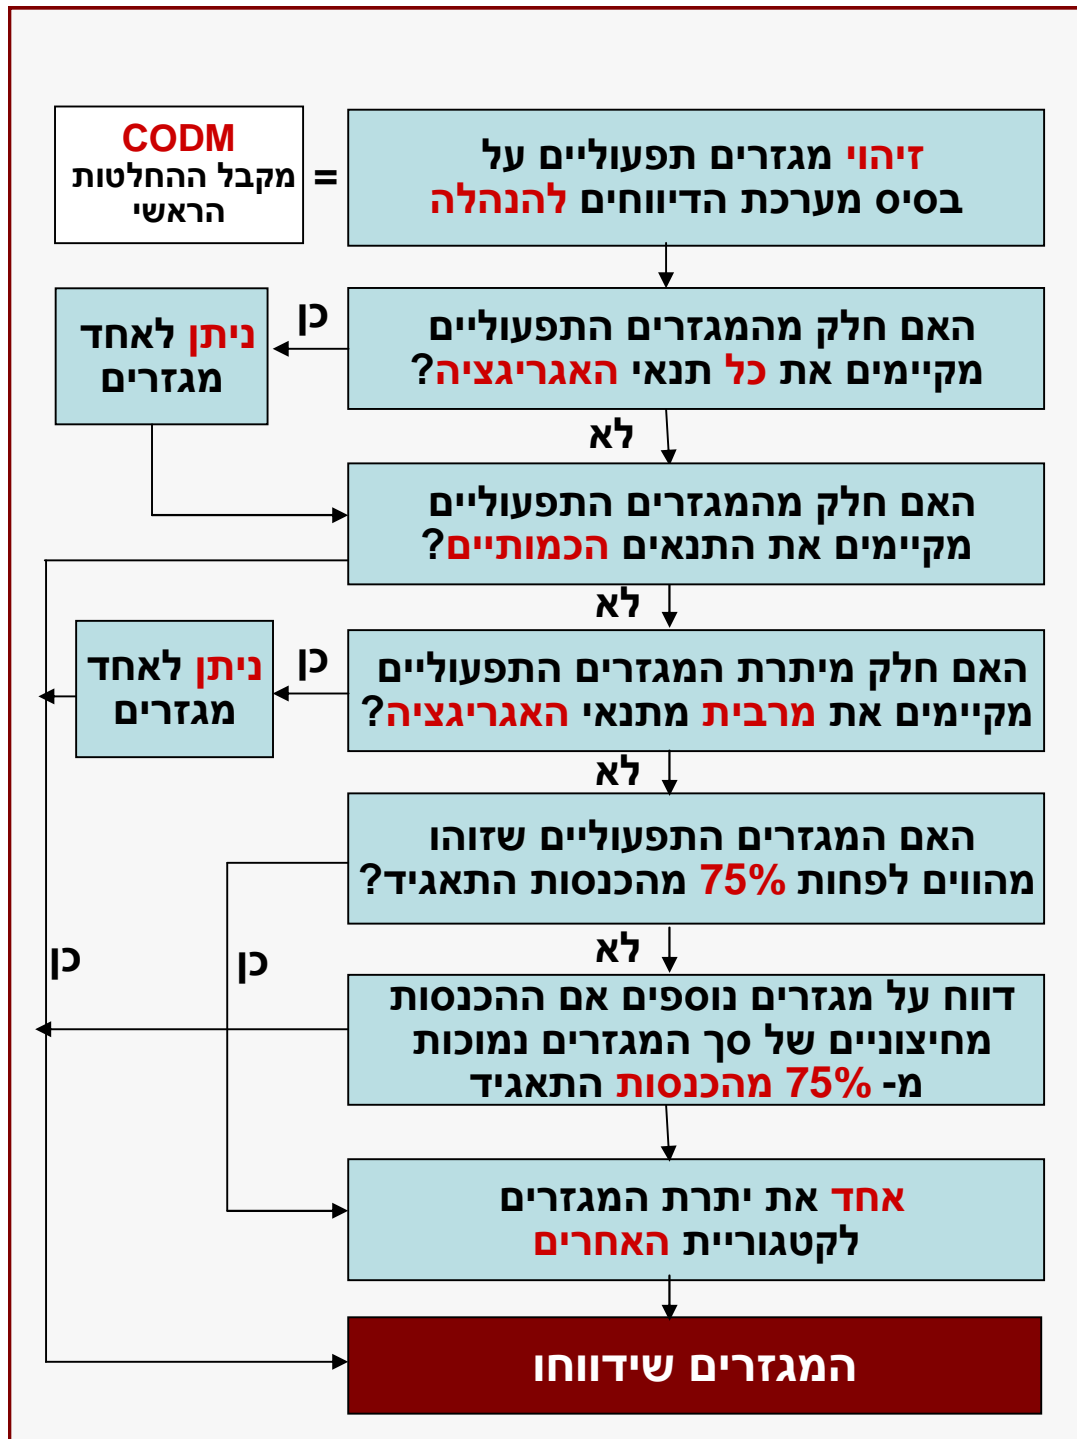 זיהוי מגזרים תפעוליים על
בסיס מערכת הדיווחים להנהלה
=
CODM
מקבל ההחלטות
הראשי
האם חלק מהמגזרים התפעוליים
מקיימים את כל תנאי האגריגציה?
כן
ניתן לאחד
מגזרים
לא
האם חלק מהמגזרים התפעוליים
מקיימים את התנאים הכמותיים?
לא
האם חלק מיתרת המגזרים התפעוליים
מקיימים את מרבית מתנאי האגריגציה?
כן
ניתן לאחד
מגזרים
לא
האם המגזרים התפעוליים שזוהו
מהווים לפחות 75% מהכנסות התאגיד?
לא
כן
כן
דווח על מגזרים נוספים אם ההכנסות
מחיצוניים של סך המגזרים נמוכות
מ- 75% מהכנסות התאגיד
אחד את יתרת המגזרים
לקטגוריית האחרים
המגזרים שידווחו